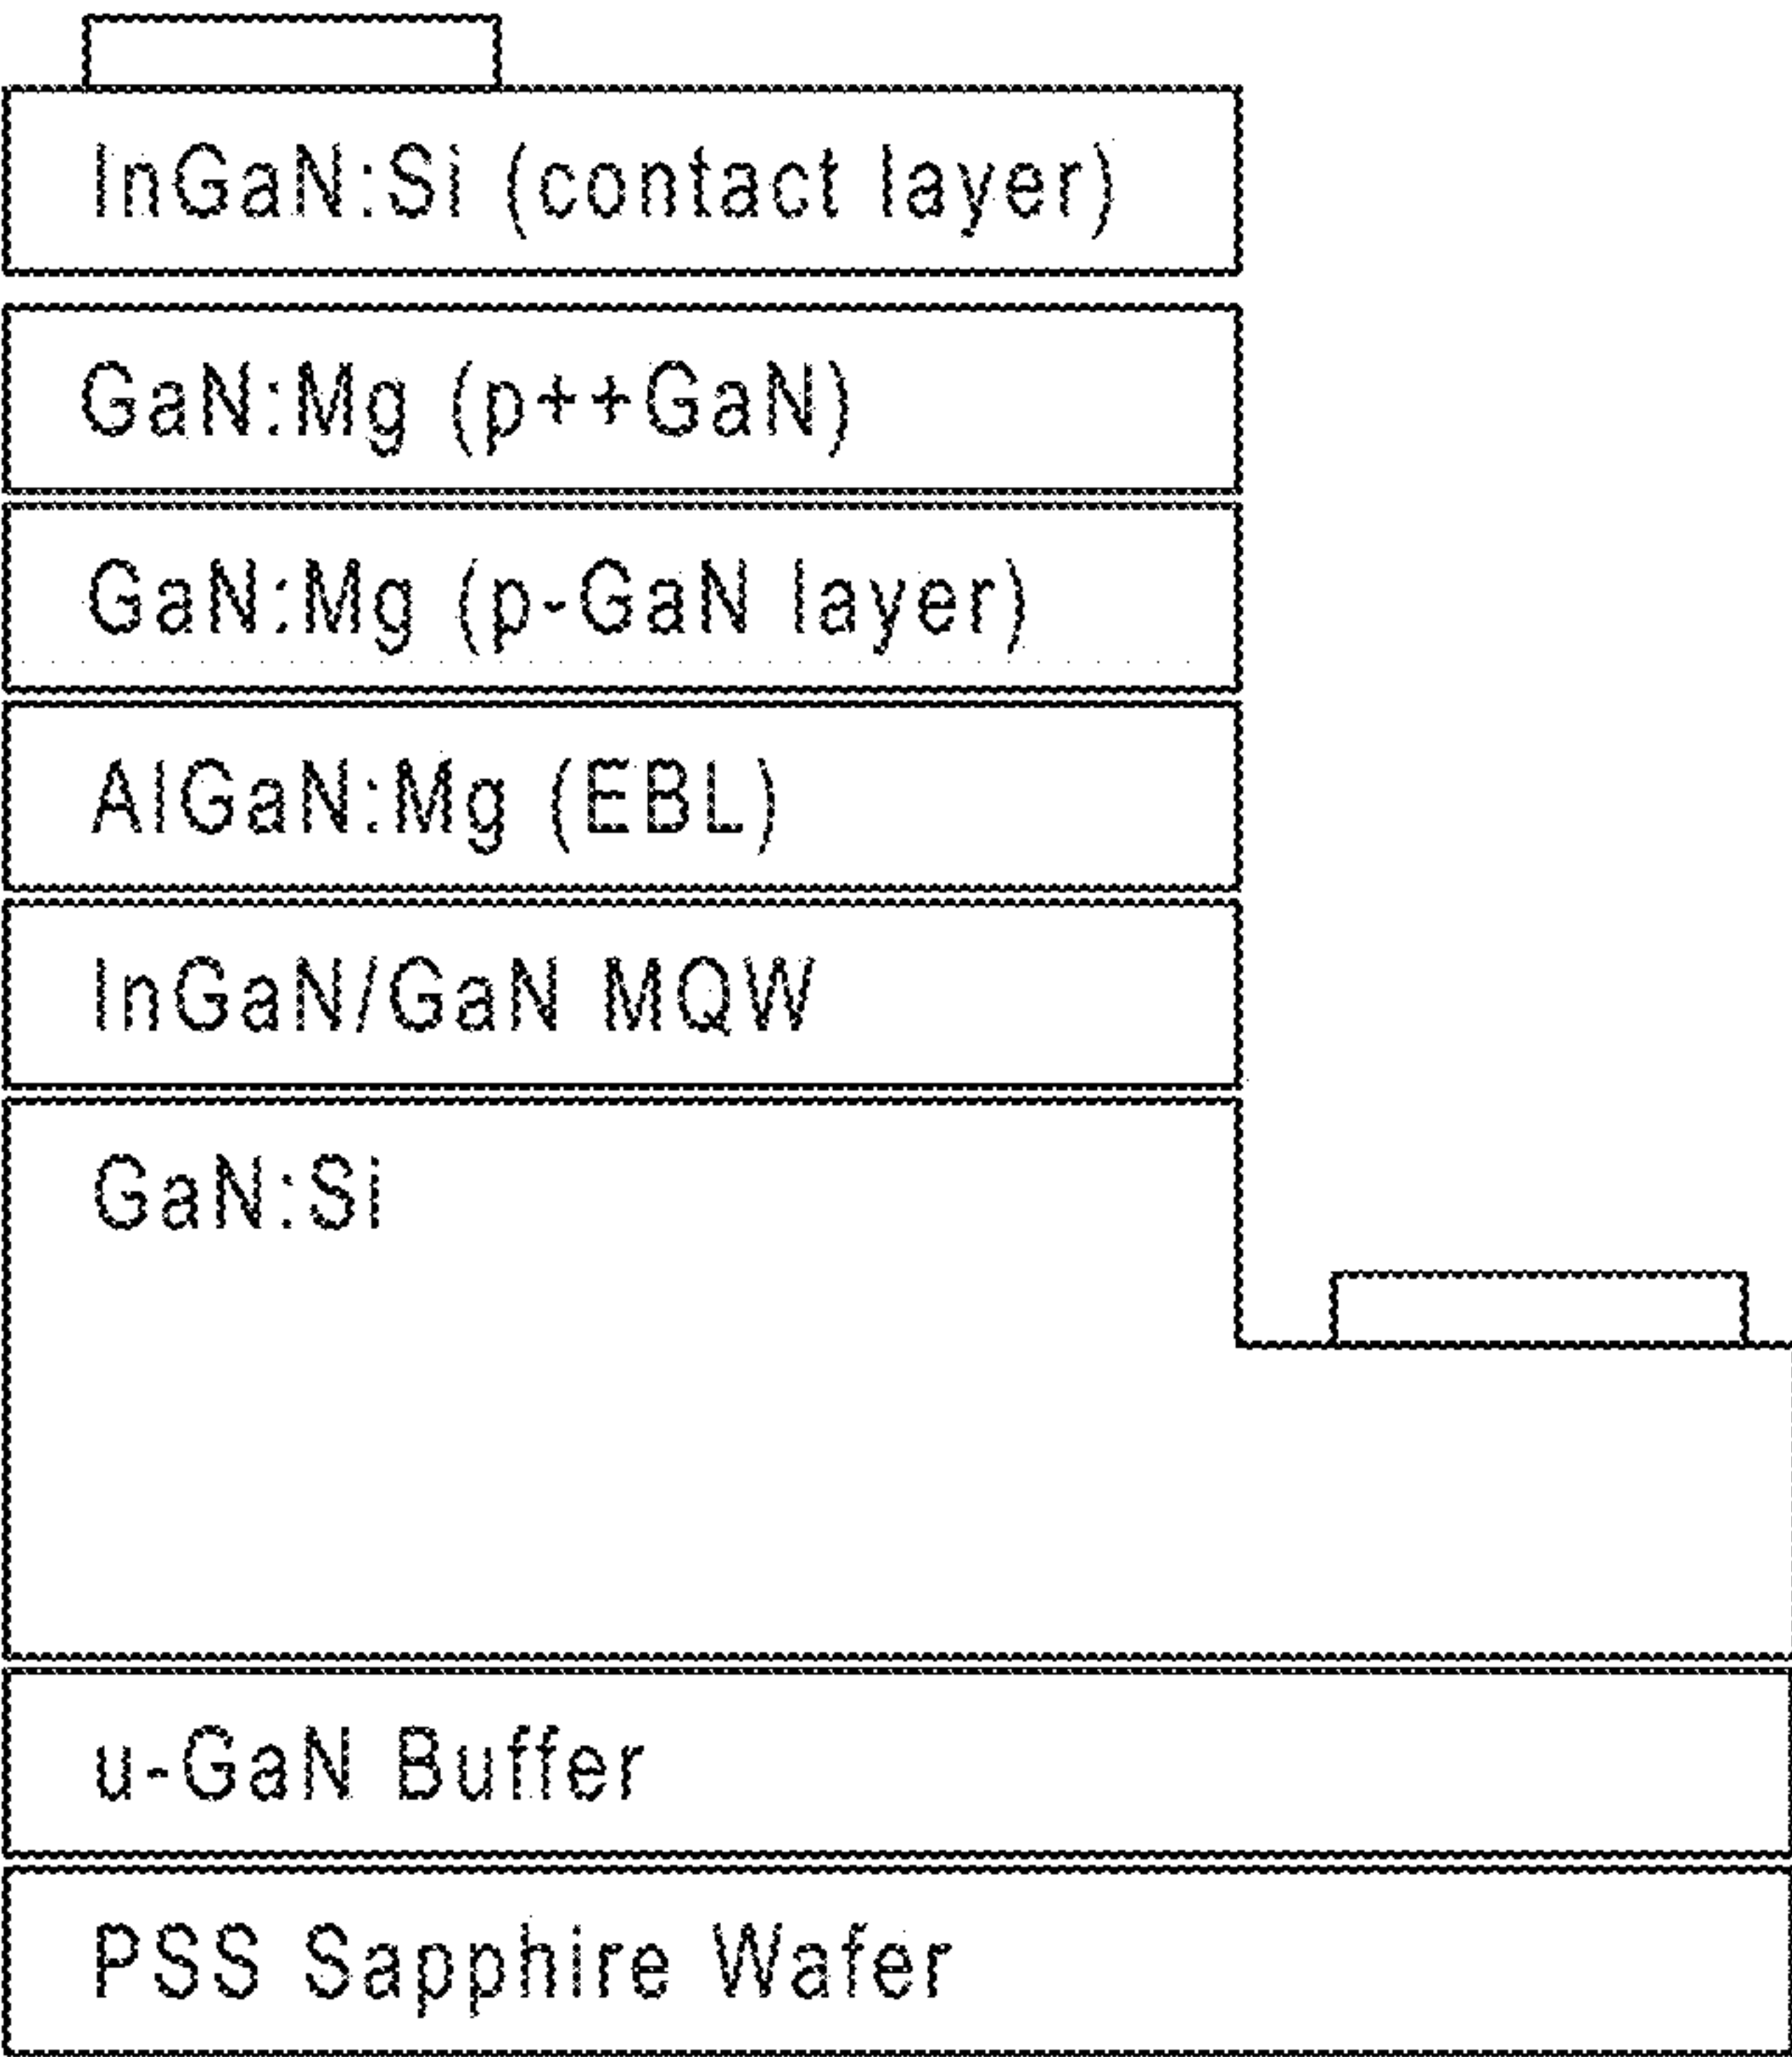 InGaN:Si (contact layer)
GaN:Mg (p++GaN)
GaN:Mg (p-GaN layer)
AlGaN:Mg (EBL)
InGaN/GaN MQW
GaN:Si
u-GaN Buffer
PSS Sapphire Wafer